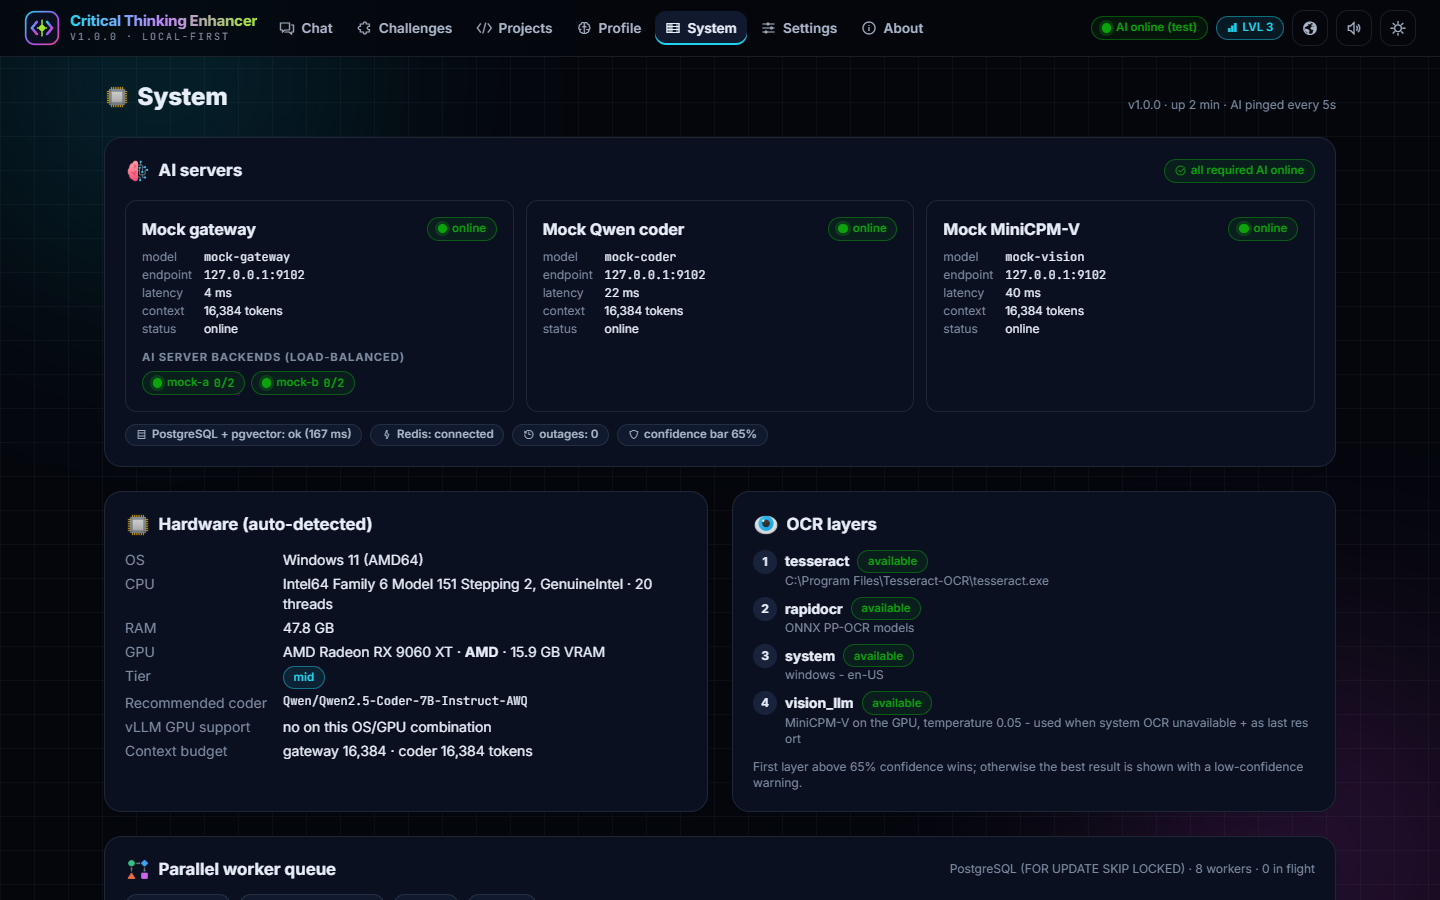 Critical Thinking Enhancer
V1.0.0 · LOCAL-FIRST
Chat
Challenges
Projects
Profile
System
Settings
About
AI online (test)
LVL 3
System
v1.0.0 · up 2 min · AI pinged every 5s
AI servers
all required AI online
Mock gateway
online
model mock-gateway
endpoint 127.0.0.1:9102
latency 4 ms
context 16,384 tokens
status online
AI SERVER BACKENDS (LOAD-BALANCED)
mock-a 0/2
mock-b 0/2
Mock Qwen coder
online
model mock-coder
endpoint 127.0.0.1:9102
latency 22 ms
context 16,384 tokens
status online
Mock MiniCPM-V
online
model mock-vision
endpoint 127.0.0.1:9102
latency 40 ms
context 16,384 tokens
status online
PostgreSQL + pgvector: ok (167 ms)
Redis: connected
outages: 0
confidence bar 65%
Hardware (auto-detected)
OS Windows 11 (AMD64)
CPU Intel64 Family 6 Model 151 Stepping 2, GenuineIntel · 20
threads
RAM 47.8 GB
GPU AMD Radeon RX 9060 XT · AMD · 15.9 GB VRAM
Tier mid
Recommended coder Qwen/Qwen2.5-Coder-7B-Instruct-AWQ
vLLM GPU support no on this OS/GPU combination
Context budget gateway 16,384 · coder 16,384 tokens
OCR layers
1 tesseract available
C:\Program Files\Tesseract-OCR\tesseract.exe
2 rapidocr available
ONNX PP-OCR models
3 system available
windows - en-US
4 vision_llm available
MiniCPM-V on the GPU, temperature 0.05 - used when system OCR unavailable + as last res
ort
First layer above 65% confidence wins; otherwise the best result is shown with a low-confidence
warning.
Parallel worker queue
PostgreSQL (FOR UPDATE SKIP LOCKED) · 8 workers · 0 in flight